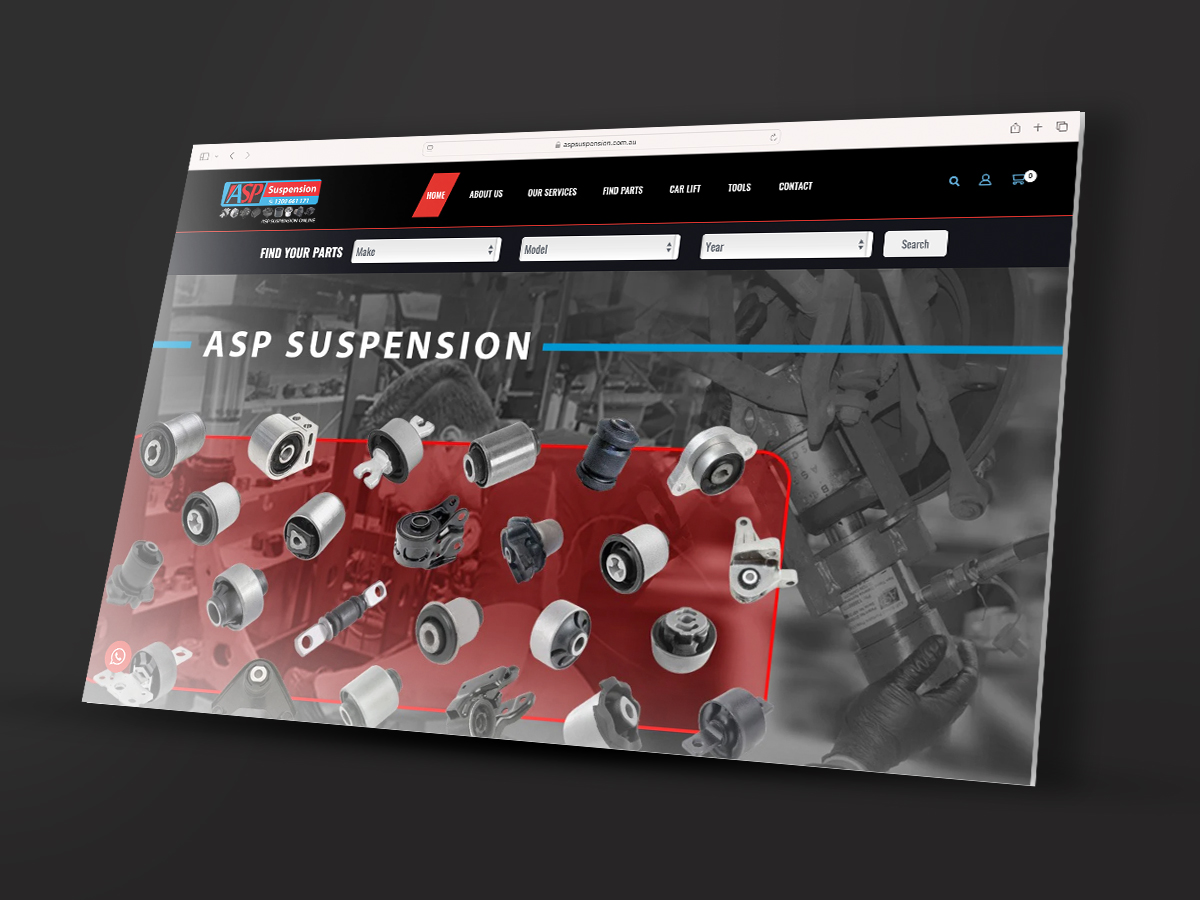 aspsuspension.com.au
ASP Suspension
1300 661 171
ASP SUSPENSION ONLINE
HOME
ABOUT US
OUR SERVICES
FIND PARTS
CAR LIFT
TOOLS
CONTACT
0
FIND YOUR PARTS
Make
Model
Year
Search
ASP SUSPENSION